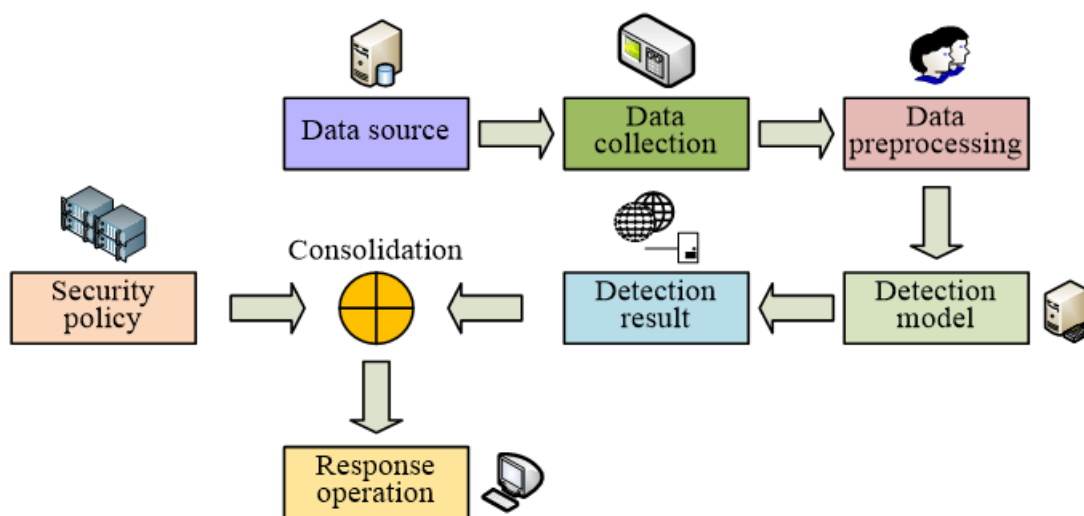 Data source
Data
collection
Data
preprocessing
Consolidation
Security
policy
Detection
result
Detection
model
Response
operation